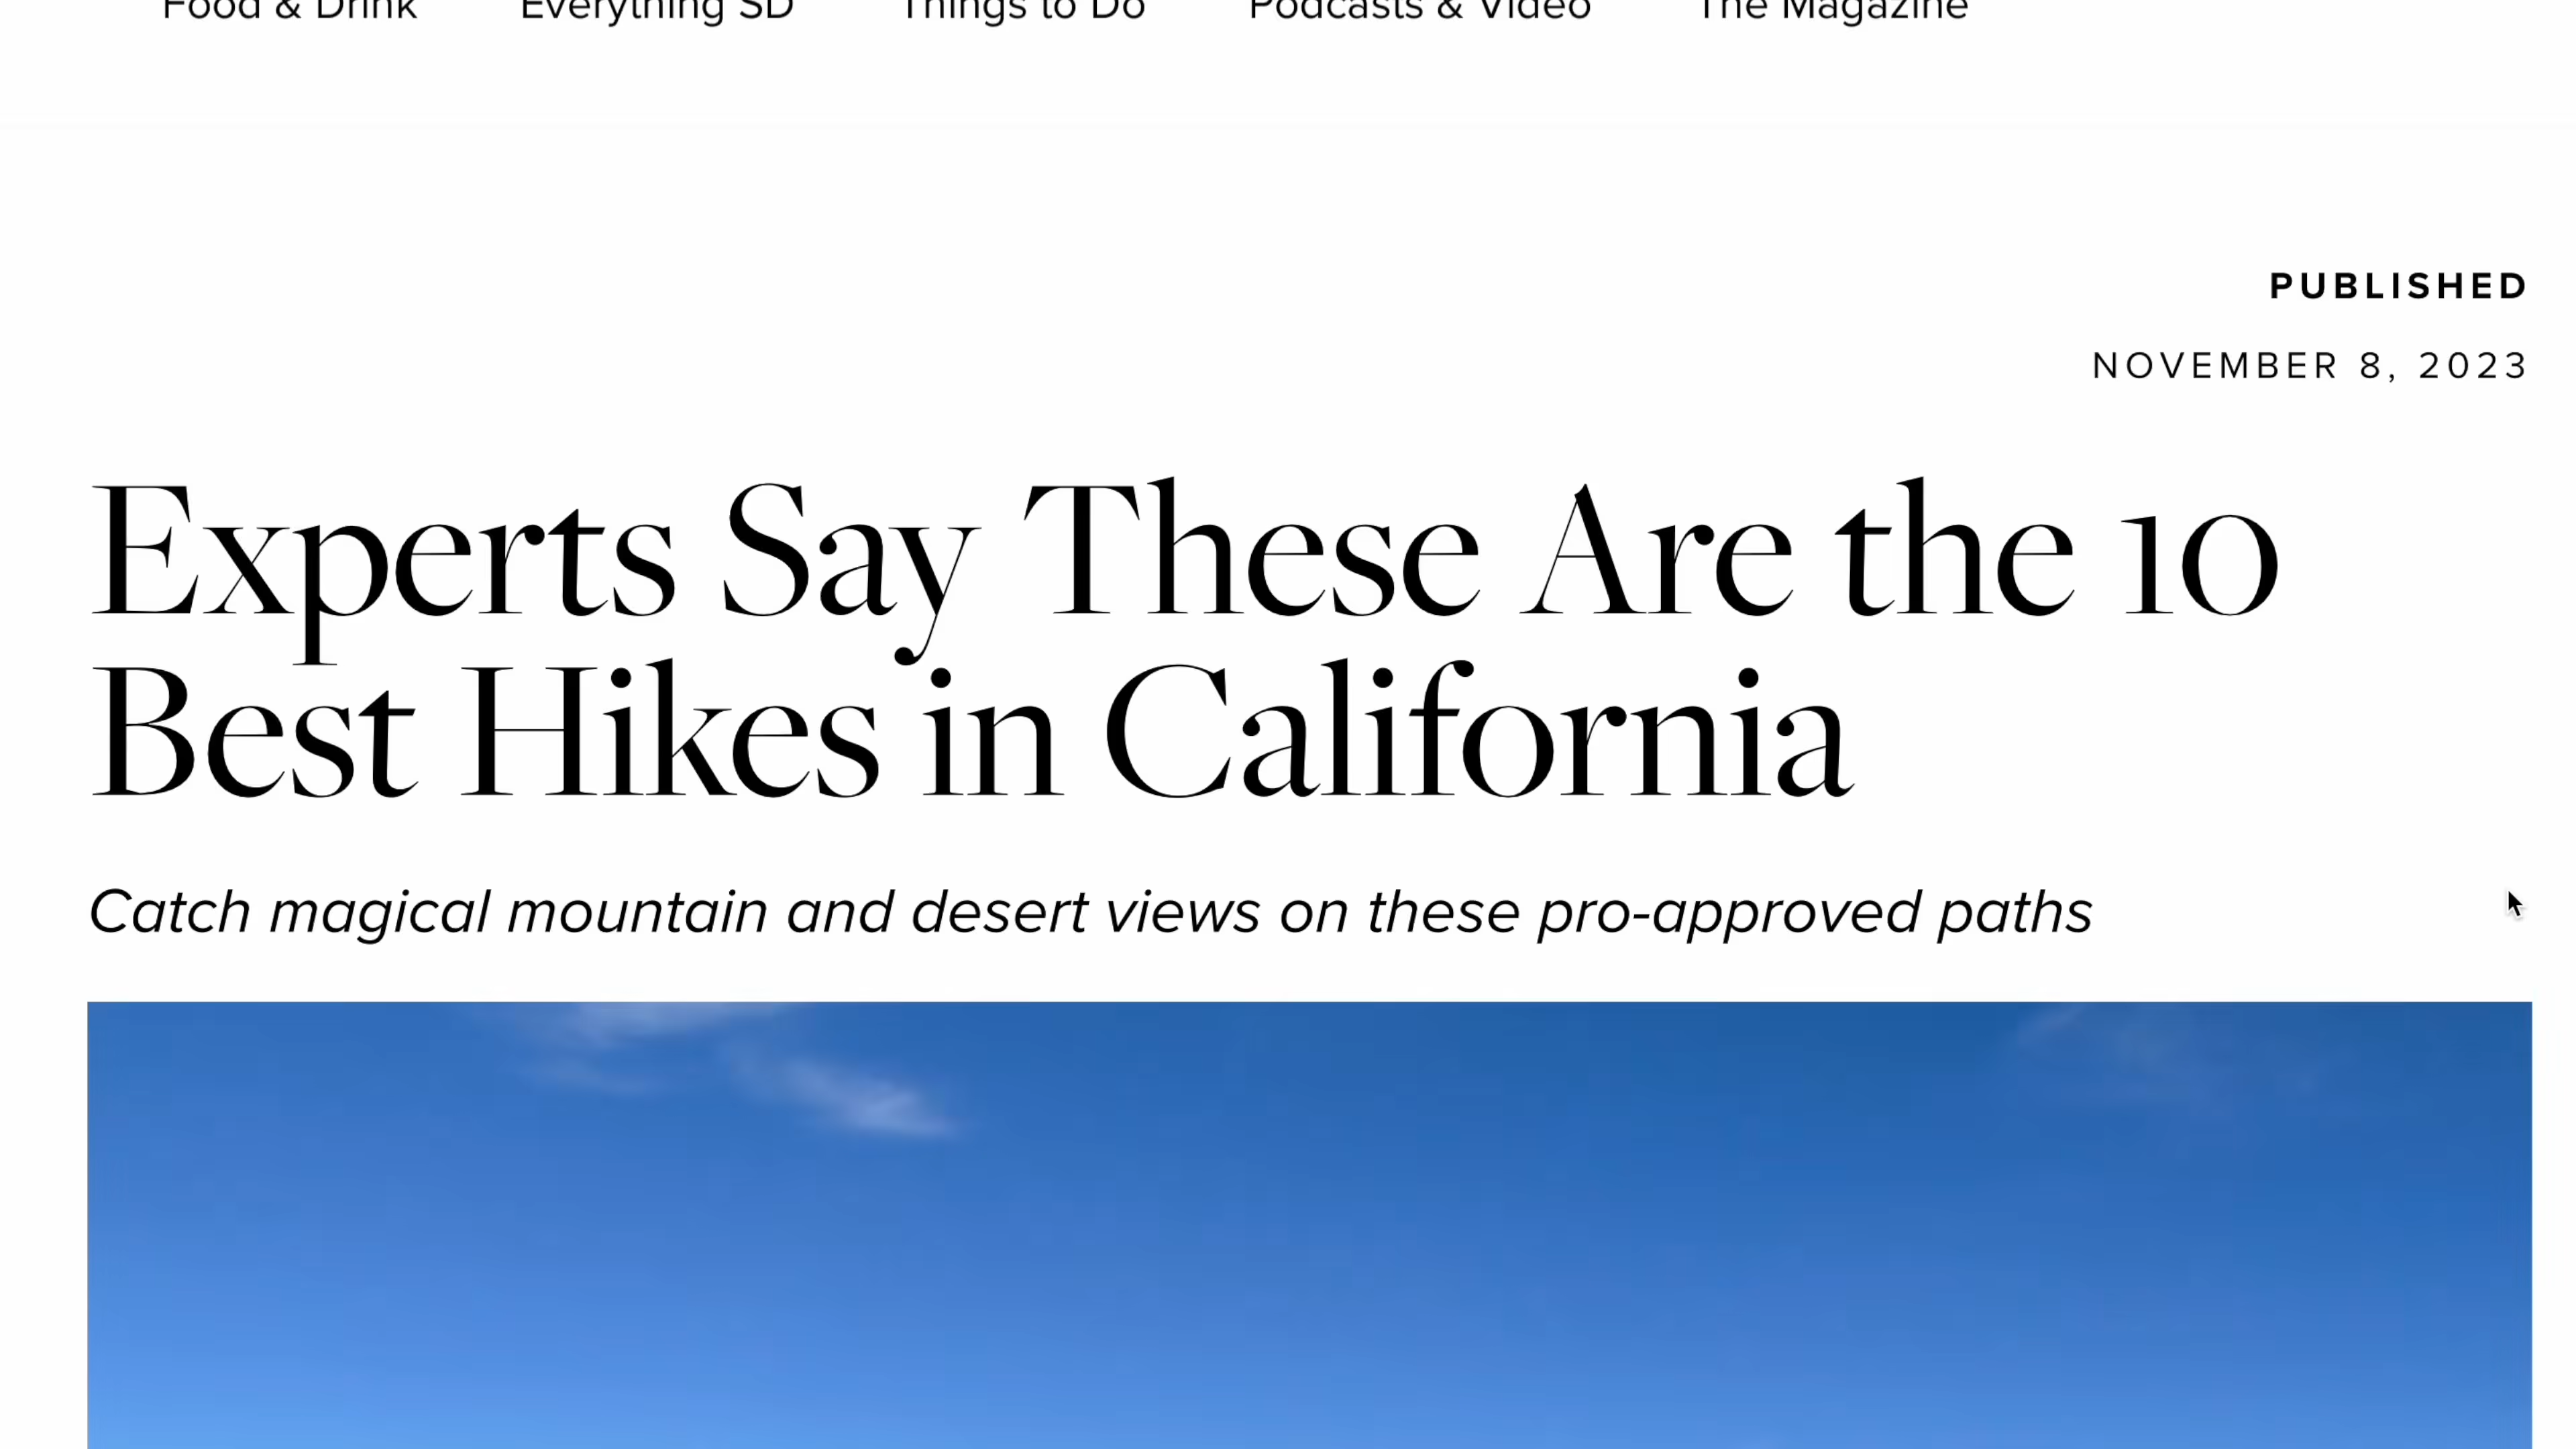 Food & Drink Everything SD Things to Do Podcasts & Video The Magazine
PUBLISHED
NOVEMBER 8, 2023
Experts Say These Are the 10
Best Hikes in California
Catch magical mountain and desert views on these pro-approved paths